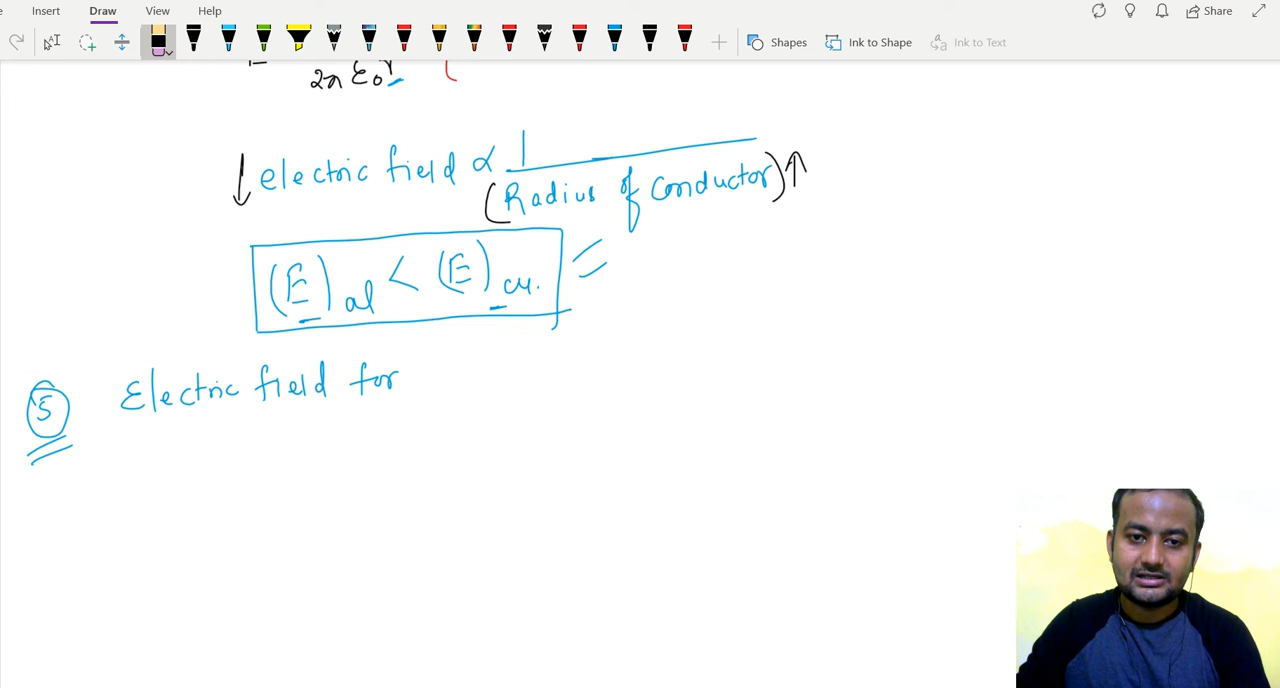 Insert Draw View Help
Share
Shapes Ink to Shape Ink to Text
E 2π ε₀r (
↓ electric field ∝ 1
(Radius of conductor) ↑
(E) al < (E) cu. =
5 Electric field for